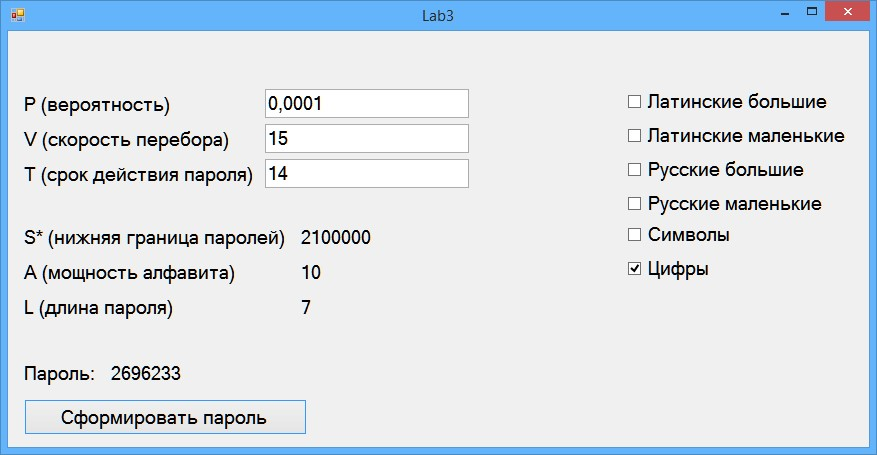 Lab3
P (вероятность) 0,0001
V (скорость перебора) 15
T (срок действия пароля) 14
S* (нижняя граница паролей) 2100000
A (мощность алфавита) 10
L (длина пароля) 7
Пароль: 2696233
Сформировать пароль
Латинские большие
Латинские маленькие
Русские большие
Русские маленькие
Символы
Цифры